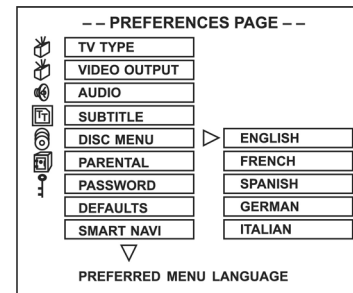 -- PREFERENCES PAGE --
TV TYPE
VIDEO OUTPUT
AUDIO
SUBTITLE
DISC MENU
PARENTAL
PASSWORD
DEFAULTS
SMART NAVI
ENGLISH
FRENCH
SPANISH
GERMAN
ITALIAN
PREFERRED MENU LANGUAGE